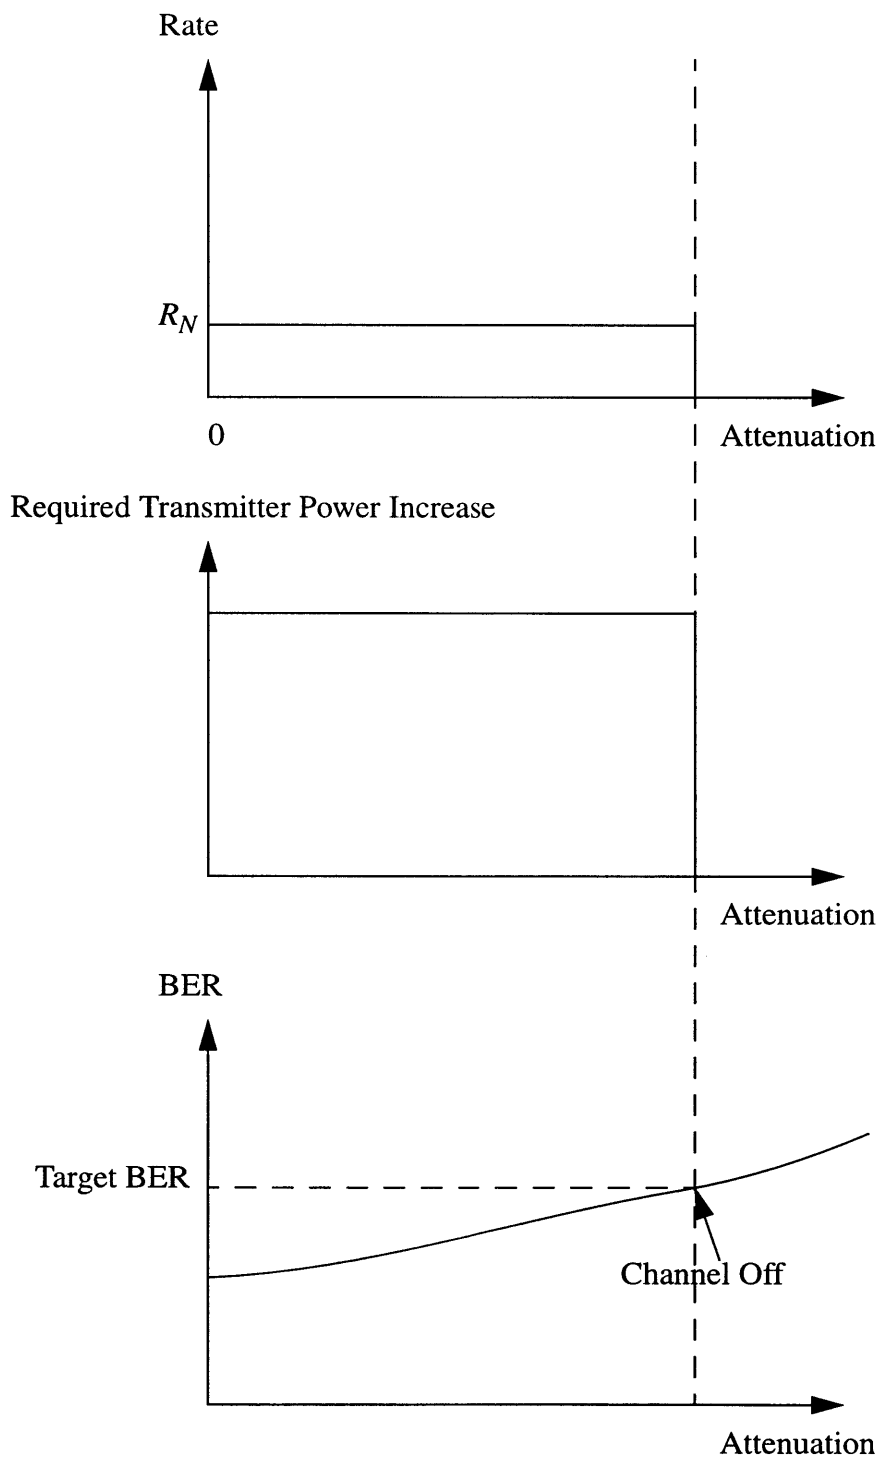 Rate
R_N
0
Attenuation
Required Transmitter Power Increase
Attenuation
BER
Target BER
Channel Off
Attenuation